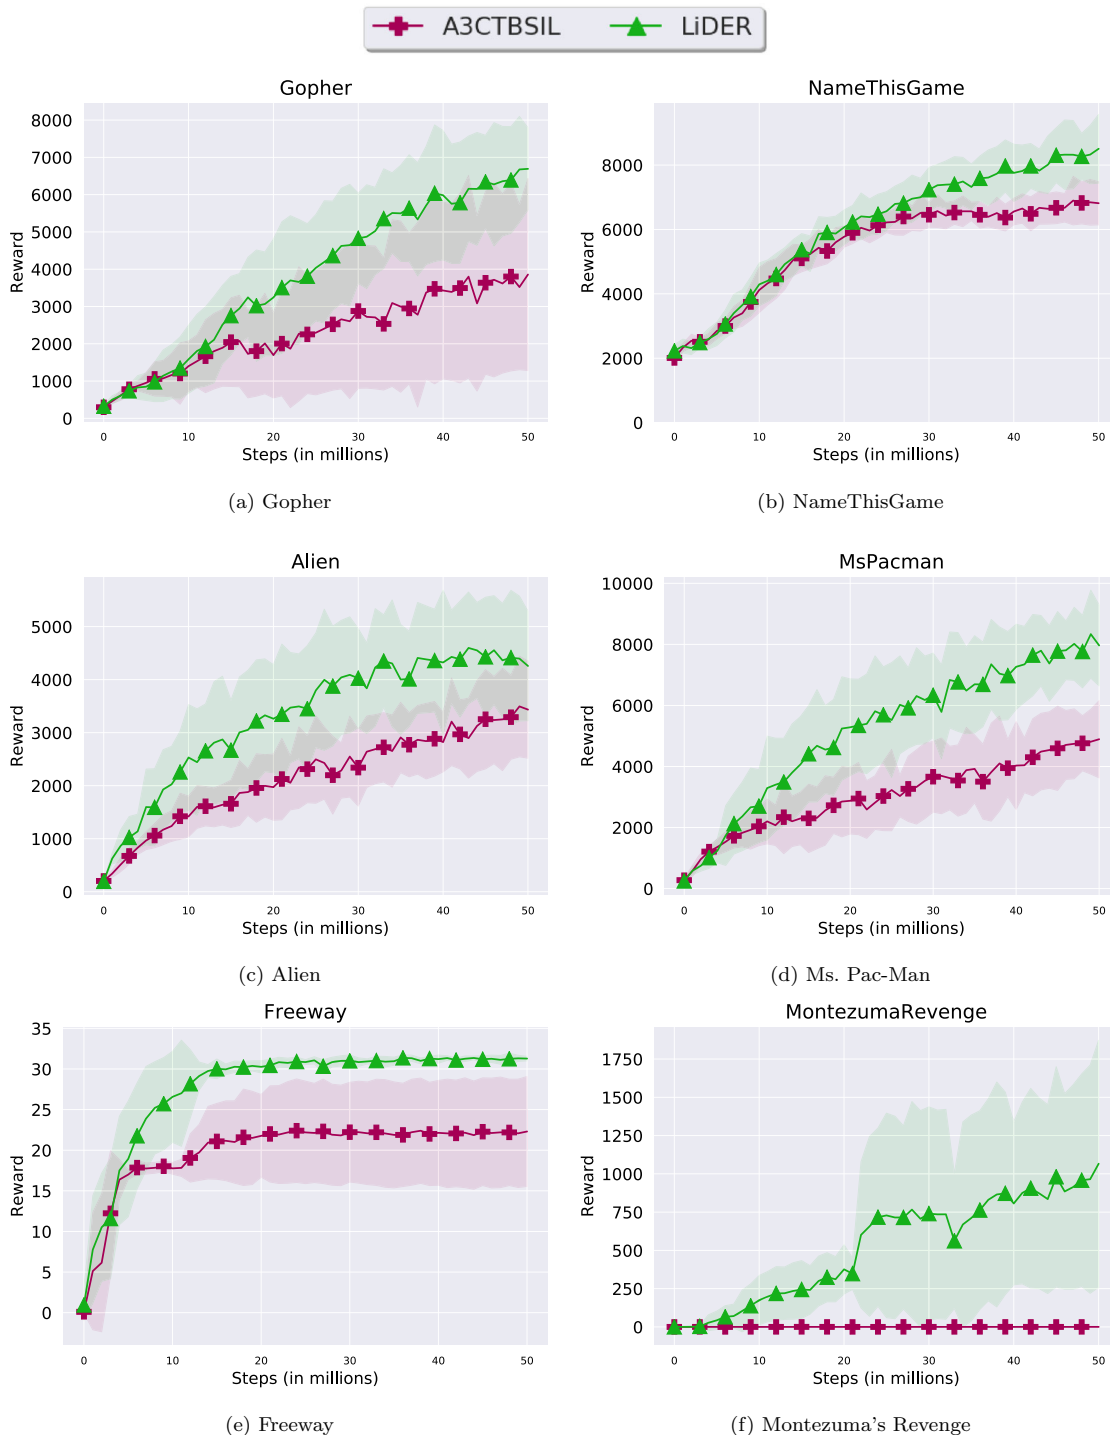 A3CTBSIL LiDER
Gopher
8000
7000
6000
5000
4000
3000
2000
1000
0
Reward
0 10 20 30 40 50
Steps (in millions)
(a) Gopher
NameThisGame
8000
6000
4000
2000
0
Reward
0 10 20 30 40 50
Steps (in millions)
(b) NameThisGame
Alien
5000
4000
3000
2000
1000
0
Reward
0 10 20 30 40 50
Steps (in millions)
(c) Alien
MsPacman
10000
8000
6000
4000
2000
0
Reward
0 10 20 30 40 50
Steps (in millions)
(d) Ms. Pac-Man
Freeway
35
30
25
20
15
10
5
0
Reward
0 10 20 30 40 50
Steps (in millions)
(e) Freeway
MontezumaRevenge
1750
1500
1250
1000
750
500
250
0
Reward
0 10 20 30 40 50
Steps (in millions)
(f) Montezuma's Revenge